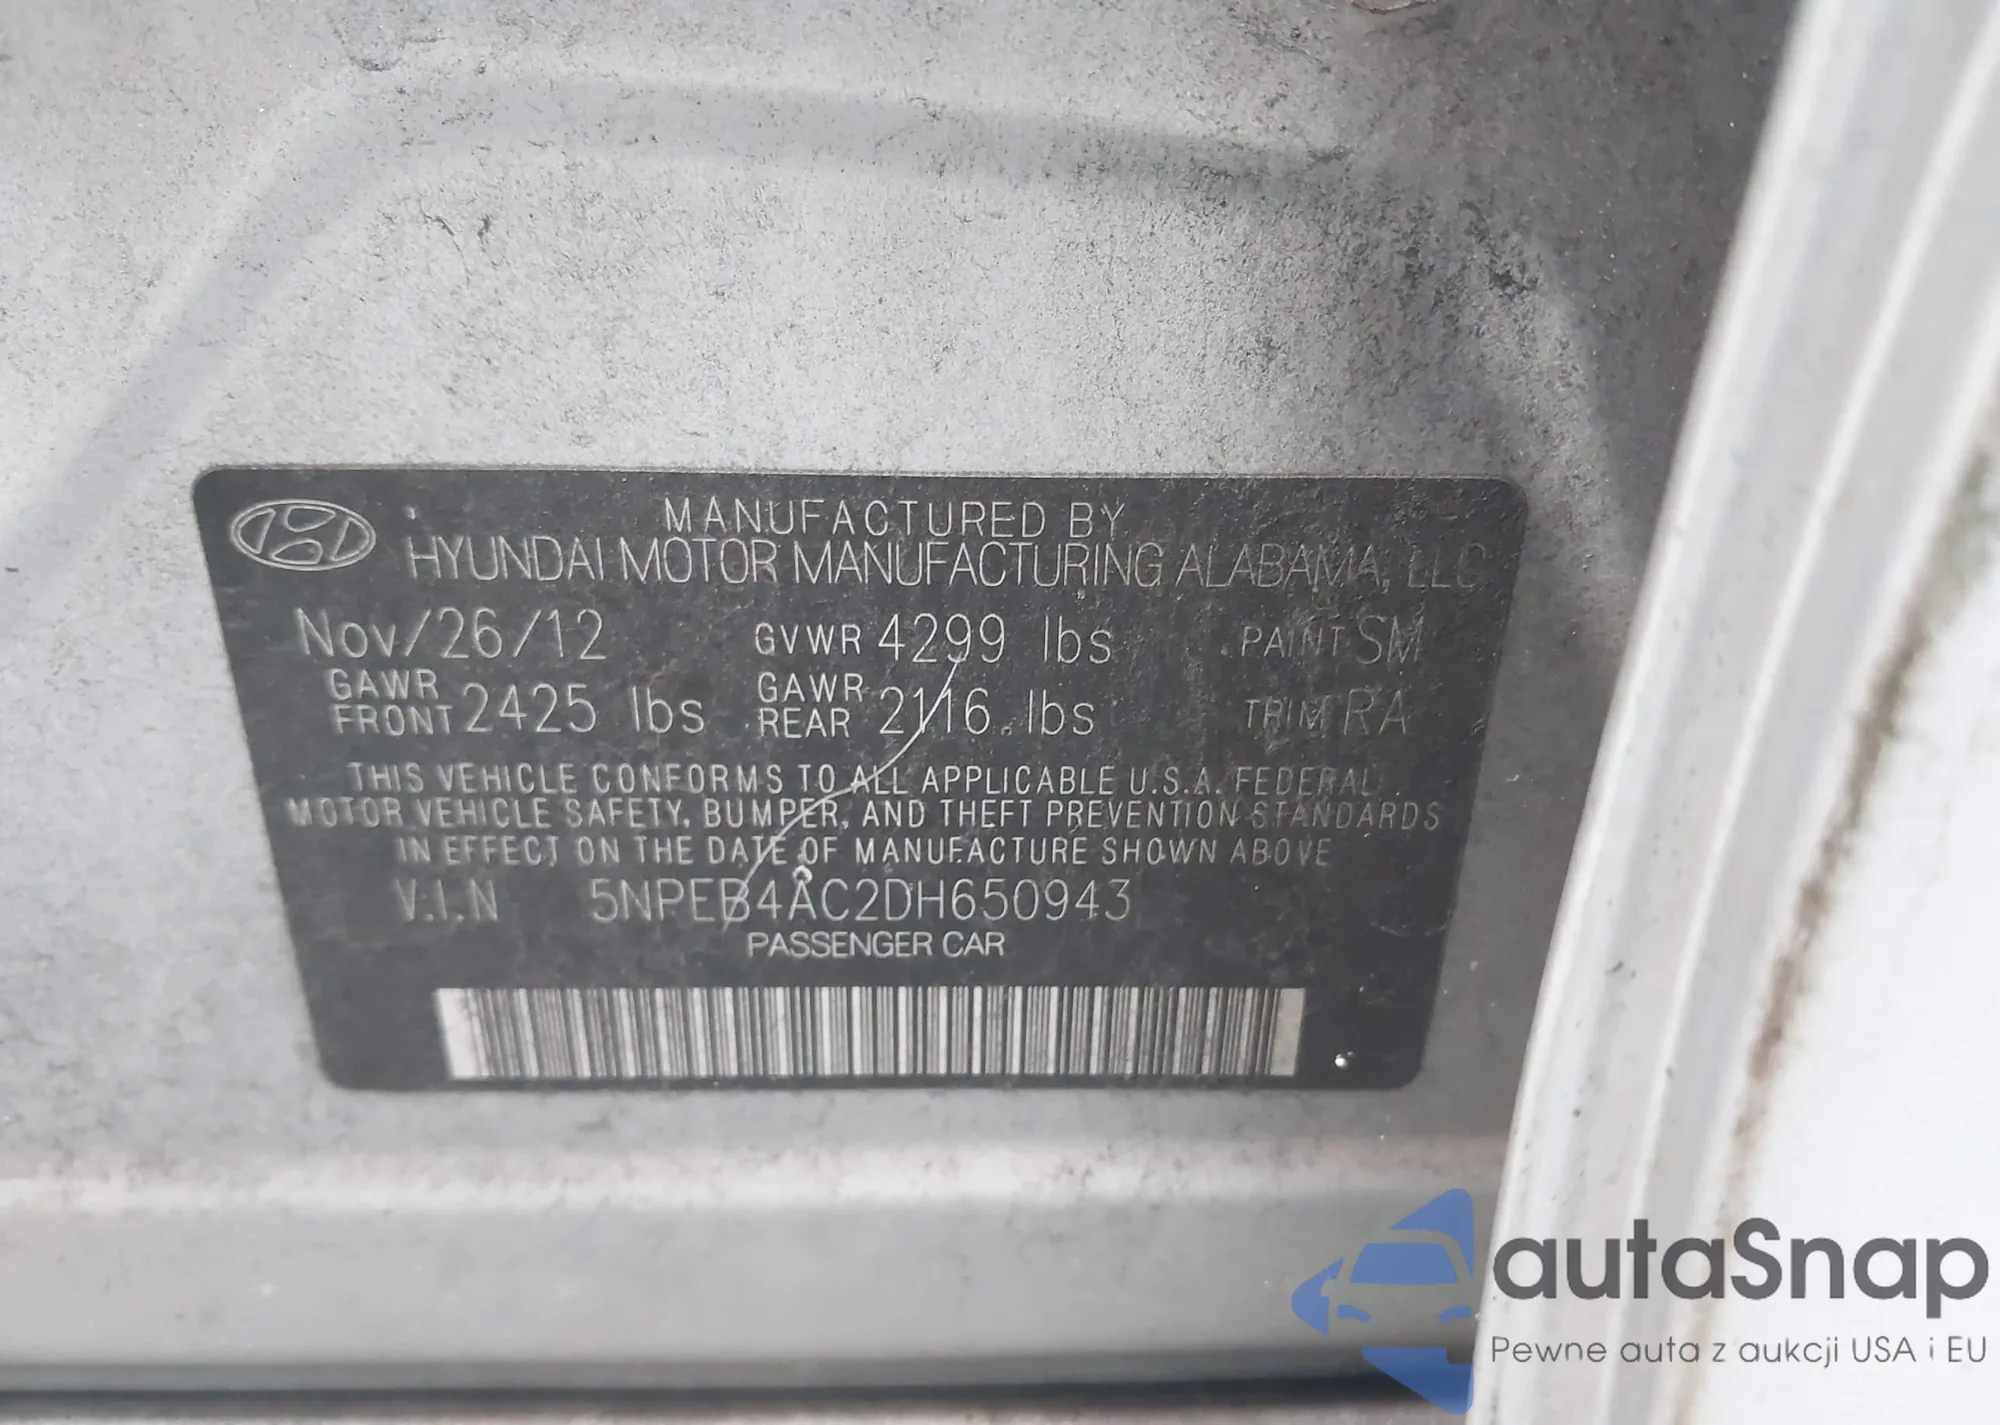 MANUFACTURED BY
HYUNDAI MOTOR MANUFACTURING ALABAMA, LLC
Nov/26/12 GVWR 4299 lbs PAINT SM
GAWR FRONT 2425 lbs GAWR REAR 2116 lbs TRIM RA
THIS VEHICLE CONFORMS TO ALL APPLICABLE U.S.A. FEDERAL
MOTOR VEHICLE SAFETY, BUMPER, AND THEFT PREVENTION STANDARDS
IN EFFECT ON THE DATE OF MANUFACTURE SHOWN ABOVE
V.I.N 5NPEB4AC2DH650943
PASSENGER CAR
autaSnap
Pewne auta z aukcji USA i EU